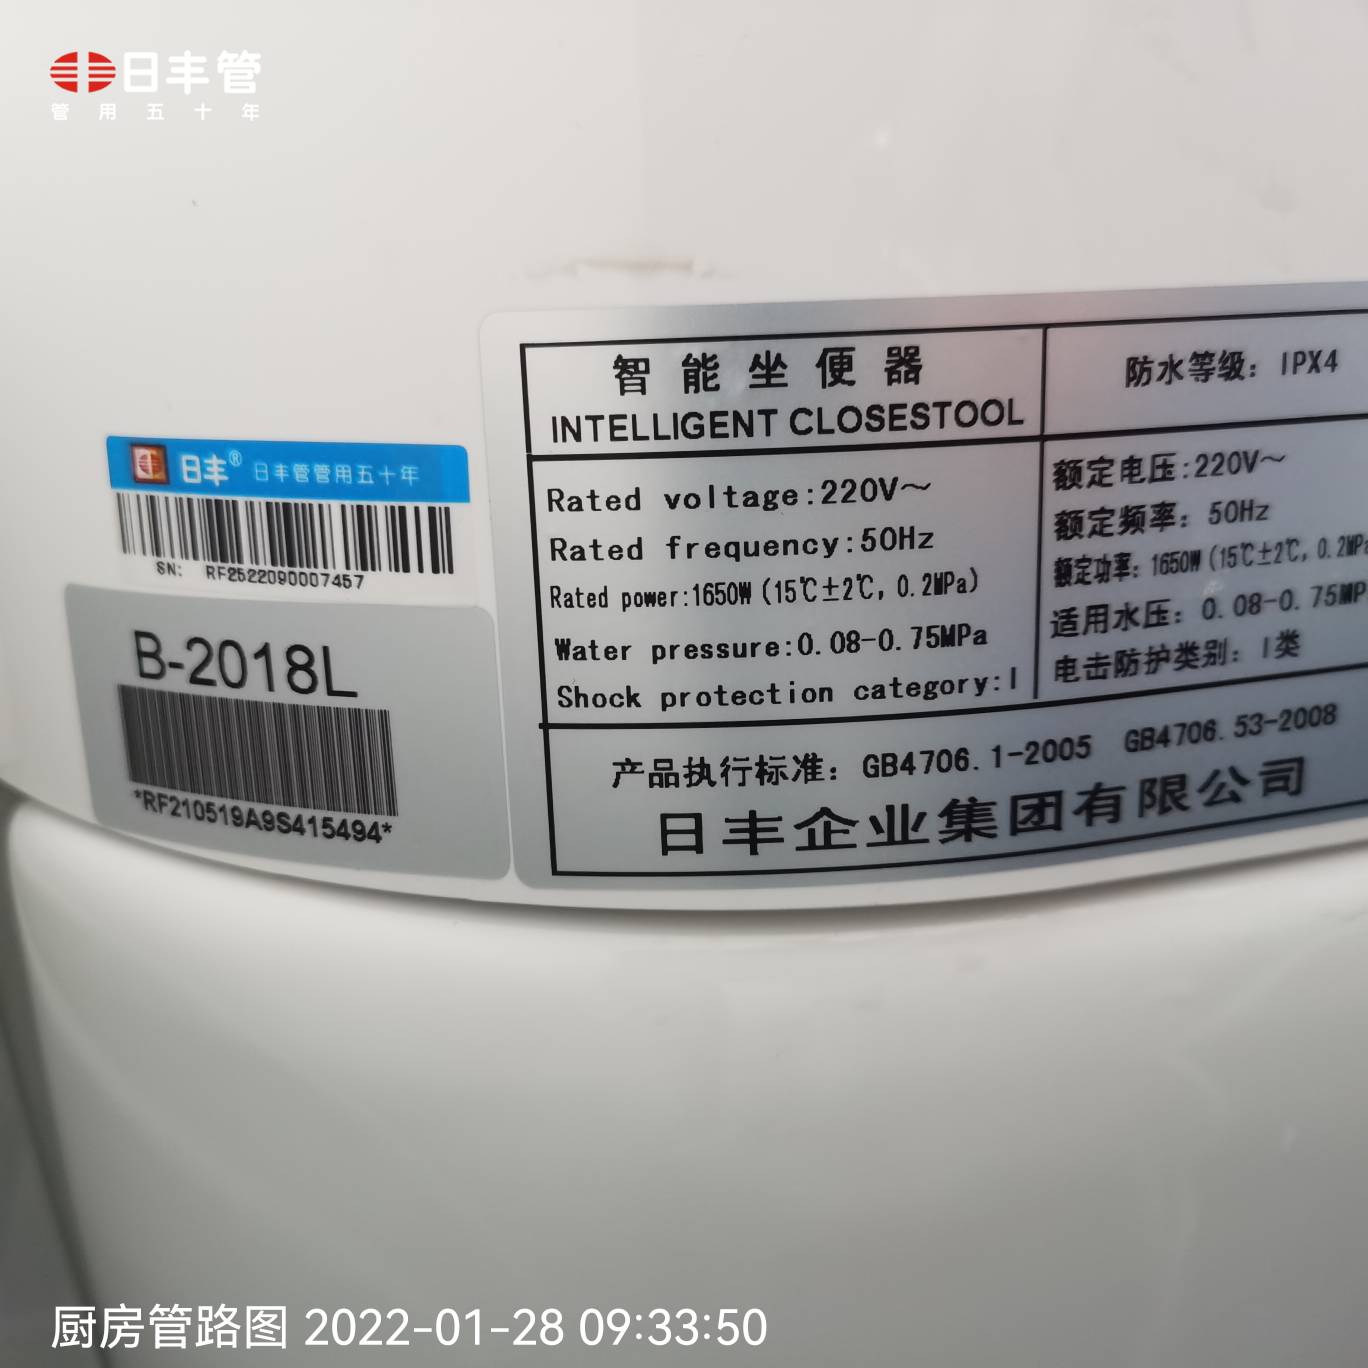 日丰管
管用五十年
智能坐便器
INTELLIGENT CLOSESTOOL
防水等级：IPX4
Rated voltage:220V～
Rated frequency:50Hz
Rated power:1650W(15℃±2℃, 0.2MPa)
Water pressure:0.08-0.75MPa
Shock protection category:I
额定电压:220V～
额定频率：50Hz
额定功率：1650W(15℃±2℃, 0.2MPa
适用水压：0.08-0.75MP
电击防护类别：I类
产品执行标准：GB4706.1-2005 GB4706.53-2008
日丰企业集团有限公司
日丰® 日丰管管用五十年
SN: RF2522090007457
B-2018L
*RF210519A9S415494*
厨房管路图 2022-01-28 09:33:50